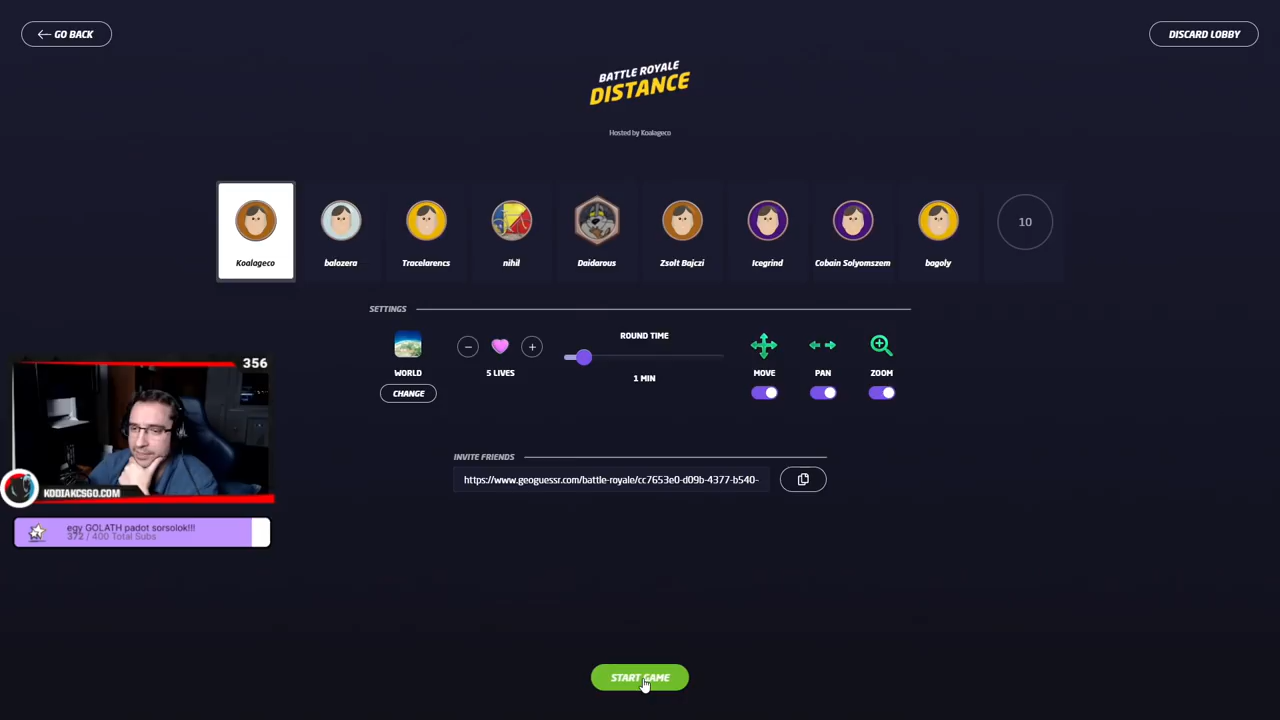 GO BACK
DISCARD LOBBY
BATTLE ROYALE
DISTANCE
Hosted by Koalageco
Koalageco
balozera
Tracelarencs
nihil
Daidarous
Zsolt Bajczi
Icegrind
Cobain Solyomszem
bagoly
10
SETTINGS
WORLD
CHANGE
5 LIVES
ROUND TIME
1 MIN
MOVE
PAN
ZOOM
INVITE FRIENDS
https://www.geoguessr.com/battle-royale/cc7653e0-d09b-4377-b540-
356
KODIAKCSGO.COM
egy GOLATH padot sorsolok!!!
372 / 400 Total Subs
START GAME